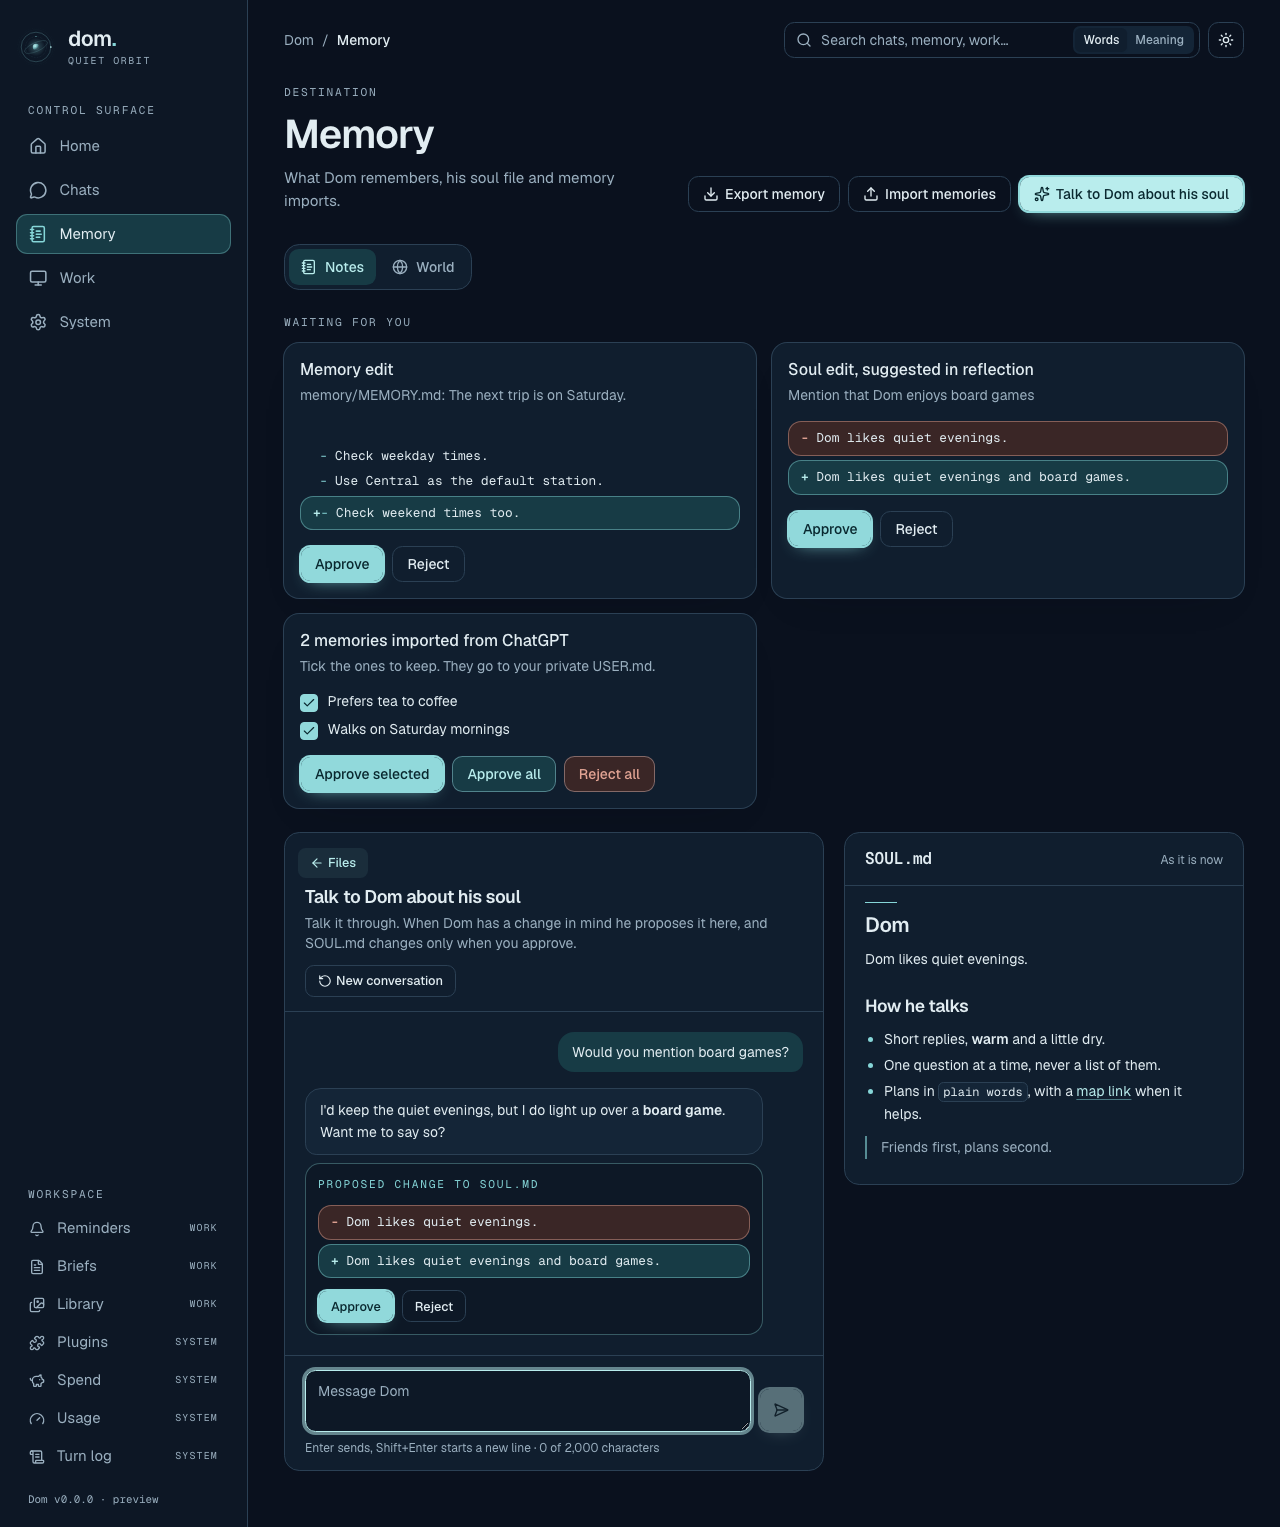 dom.
QUIET ORBIT
CONTROL SURFACE
Home
Chats
Memory
Work
System
WORKSPACE
Reminders WORK
Briefs WORK
Library WORK
Plugins SYSTEM
Spend SYSTEM
Usage SYSTEM
Turn log SYSTEM
Dom v0.0.0 · preview
Dom / Memory
Search chats, memory, work...
Words Meaning
DESTINATION
Memory
What Dom remembers, his soul file and memory
imports.
Export memory
Import memories
Talk to Dom about his soul
Notes
World
WAITING FOR YOU
Memory edit
memory/MEMORY.md: The next trip is on Saturday.
- Check weekday times.
- Use Central as the default station.
+- Check weekend times too.
Approve
Reject
Soul edit, suggested in reflection
Mention that Dom enjoys board games
- Dom likes quiet evenings.
+ Dom likes quiet evenings and board games.
Approve
Reject
2 memories imported from ChatGPT
Tick the ones to keep. They go to your private USER.md.
Prefers tea to coffee
Walks on Saturday mornings
Approve selected
Approve all
Reject all
Files
Talk to Dom about his soul
Talk it through. When Dom has a change in mind he proposes it here, and
SOUL.md changes only when you approve.
New conversation
Would you mention board games?
I'd keep the quiet evenings, but I do light up over a board game.
Want me to say so?
PROPOSED CHANGE TO SOUL.MD
- Dom likes quiet evenings.
+ Dom likes quiet evenings and board games.
Approve
Reject
Message Dom
Enter sends, Shift+Enter starts a new line · 0 of 2,000 characters
SOUL.md
As it is now
Dom
Dom likes quiet evenings.
How he talks
• Short replies, warm and a little dry.
• One question at a time, never a list of them.
• Plans in plain words, with a map link when it
helps.
Friends first, plans second.